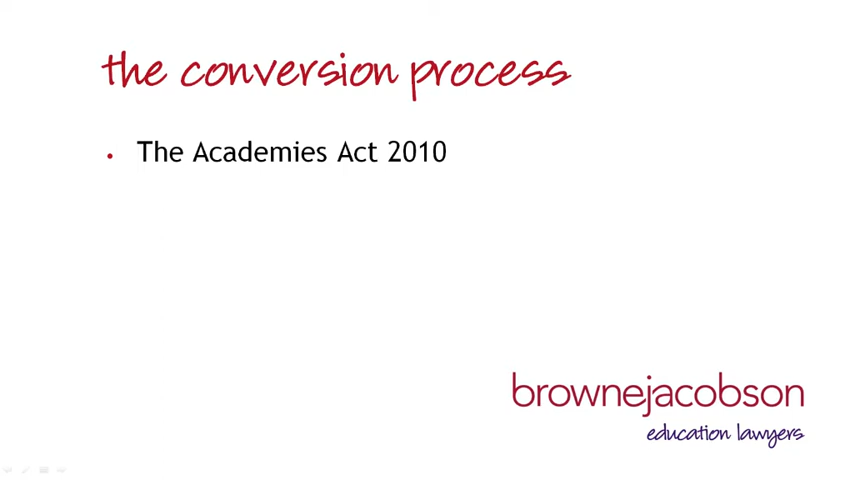 the conversion process
• The Academies Act 2010
brownejacobson
education lawyers